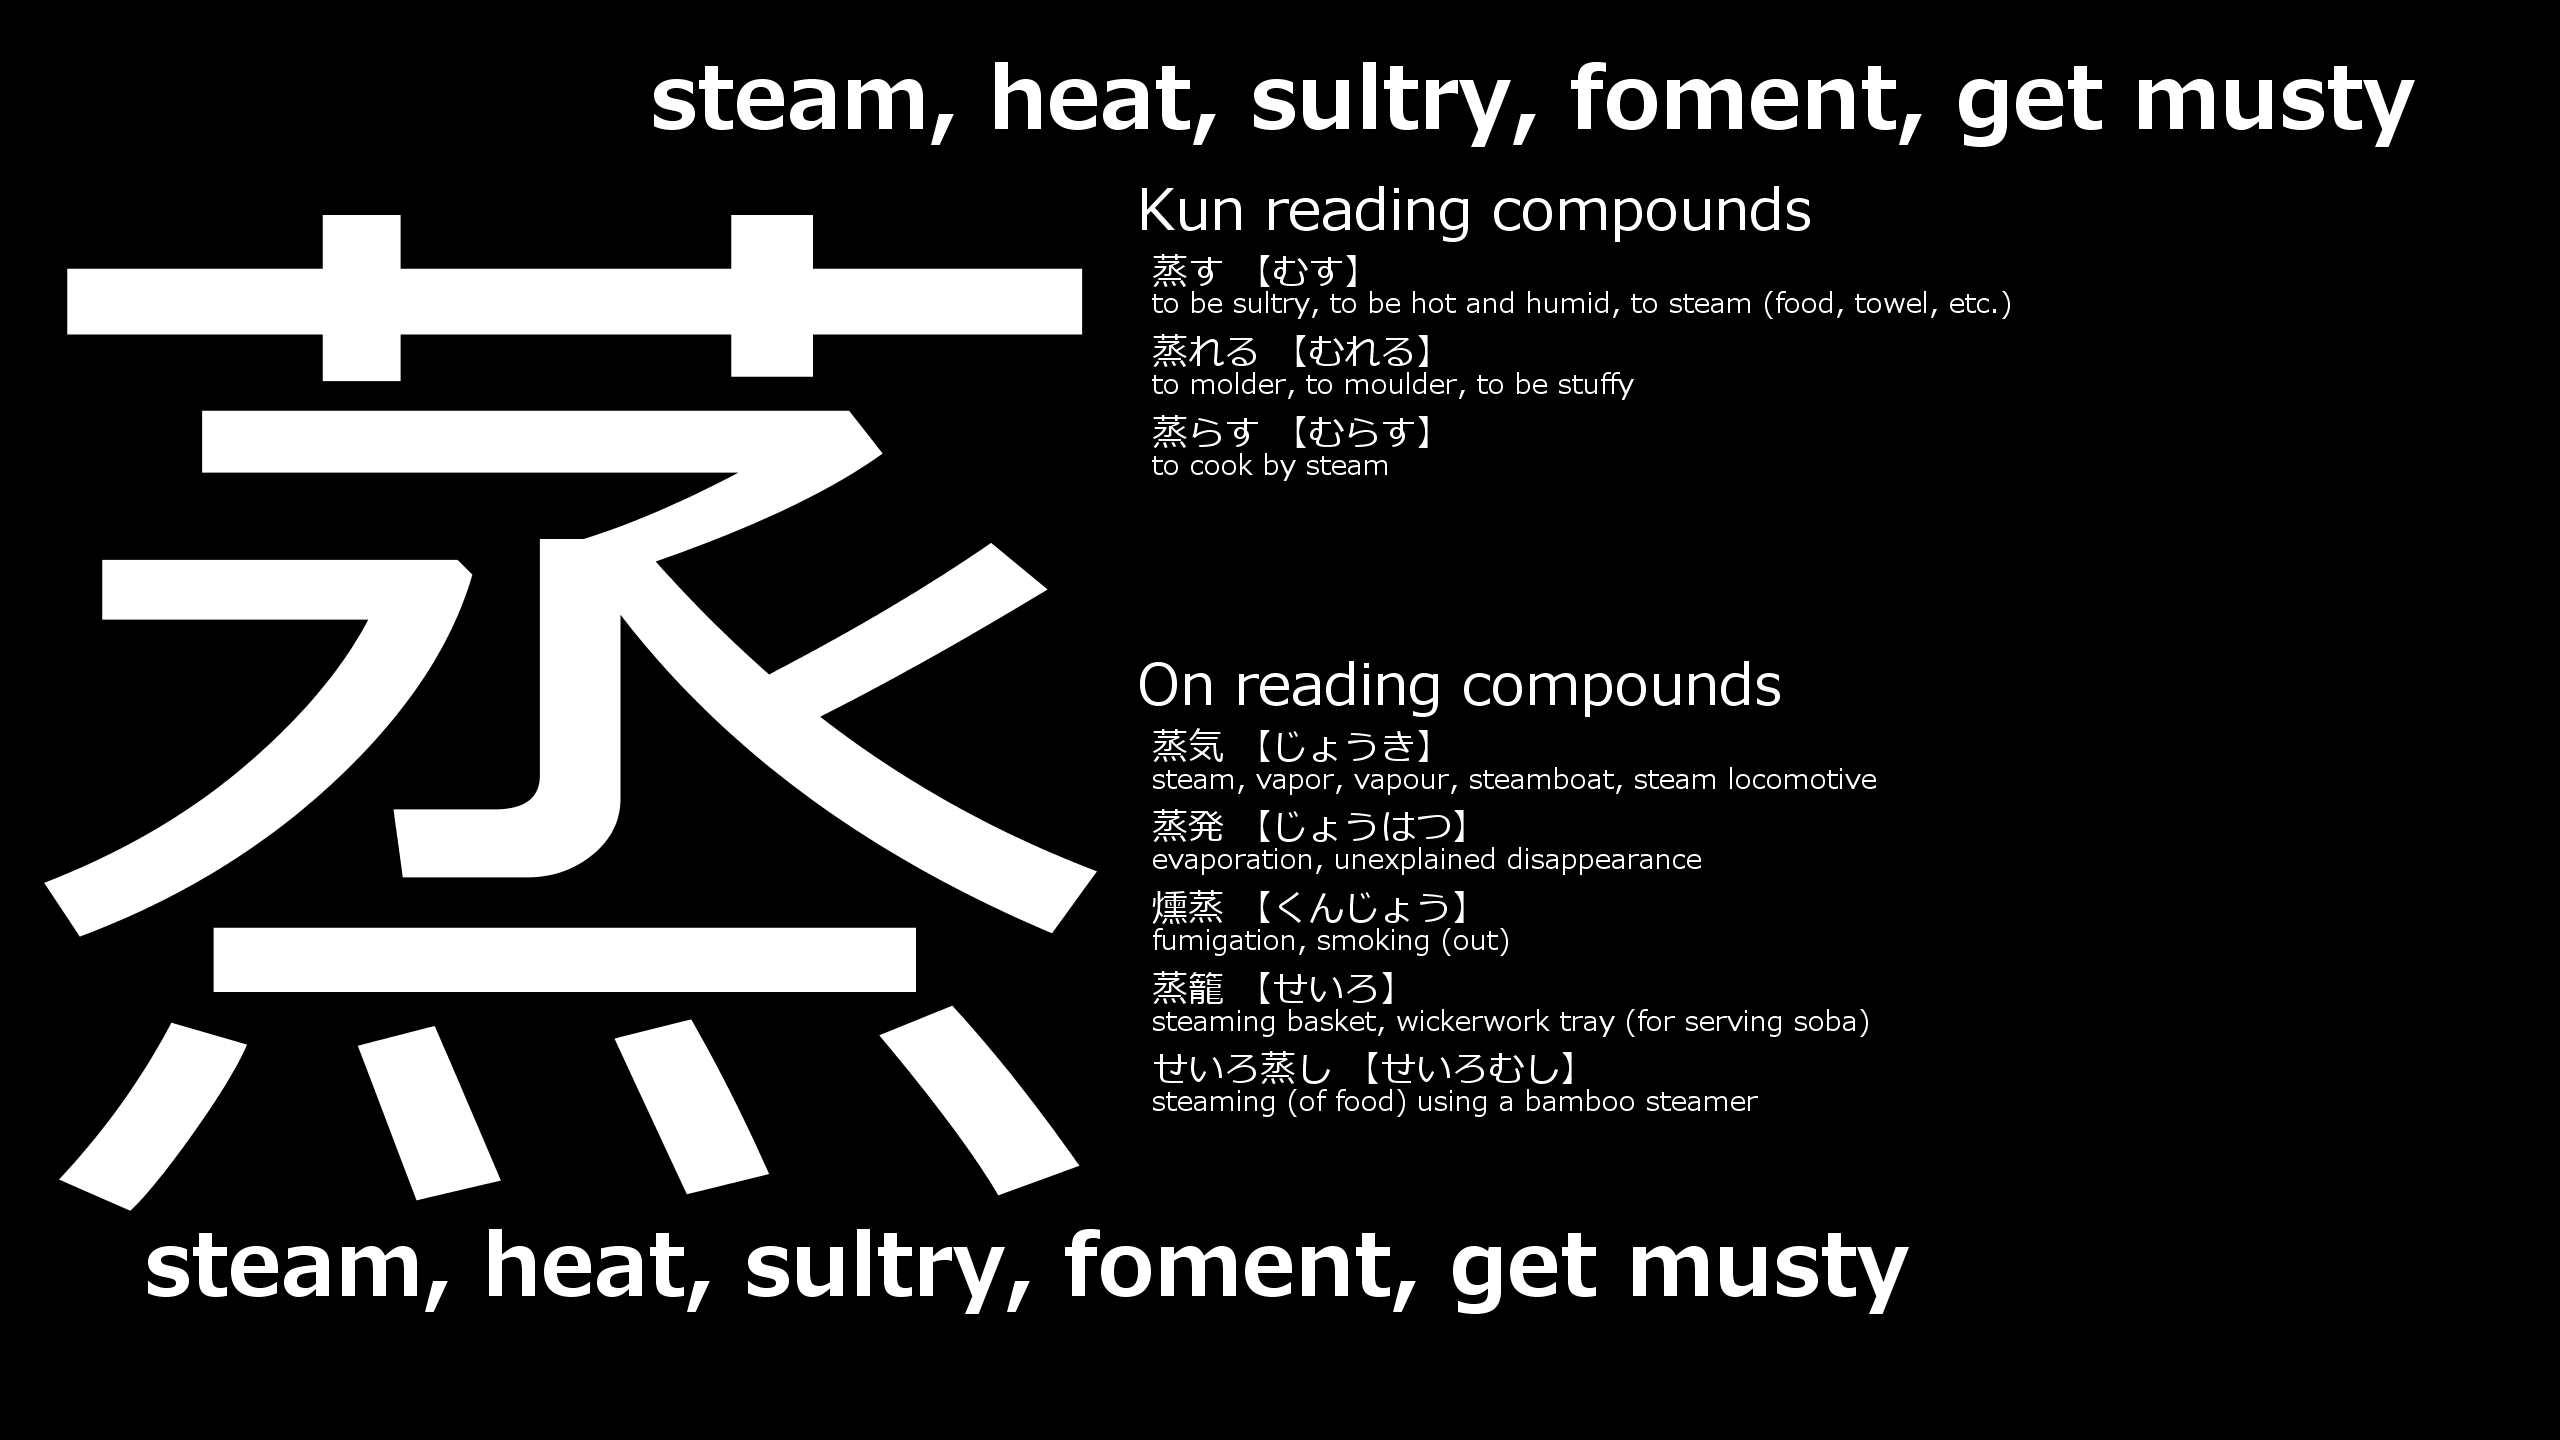 steam, heat, sultry, foment, get musty
蒸
Kun reading compounds
蒸す 【むす】
to be sultry, to be hot and humid, to steam (food, towel, etc.)
蒸れる 【むれる】
to molder, to moulder, to be stuffy
蒸らす 【むらす】
to cook by steam
On reading compounds
蒸気 【じょうき】
steam, vapor, vapour, steamboat, steam locomotive
蒸発 【じょうはつ】
evaporation, unexplained disappearance
燻蒸 【くんじょう】
fumigation, smoking (out)
蒸籠 【せいろ】
steaming basket, wickerwork tray (for serving soba)
せいろ蒸し 【せいろむし】
steaming (of food) using a bamboo steamer
steam, heat, sultry, foment, get musty